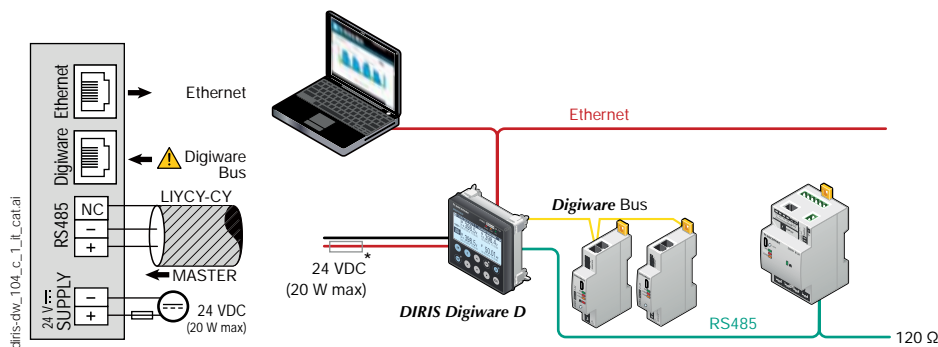 diris-dw_104_c_1_it_cat.ai
Ethernet
Digiware
RS485
24 V
SUPPLY
NC
–
+
–
+
Ethernet
Digiware
Bus
LIYCY-CY
MASTER
24 VDC
(20 W max)
Ethernet
Digiware Bus
*
24 VDC
(20 W max)
DIRIS Digiware D
RS485
120 Ω